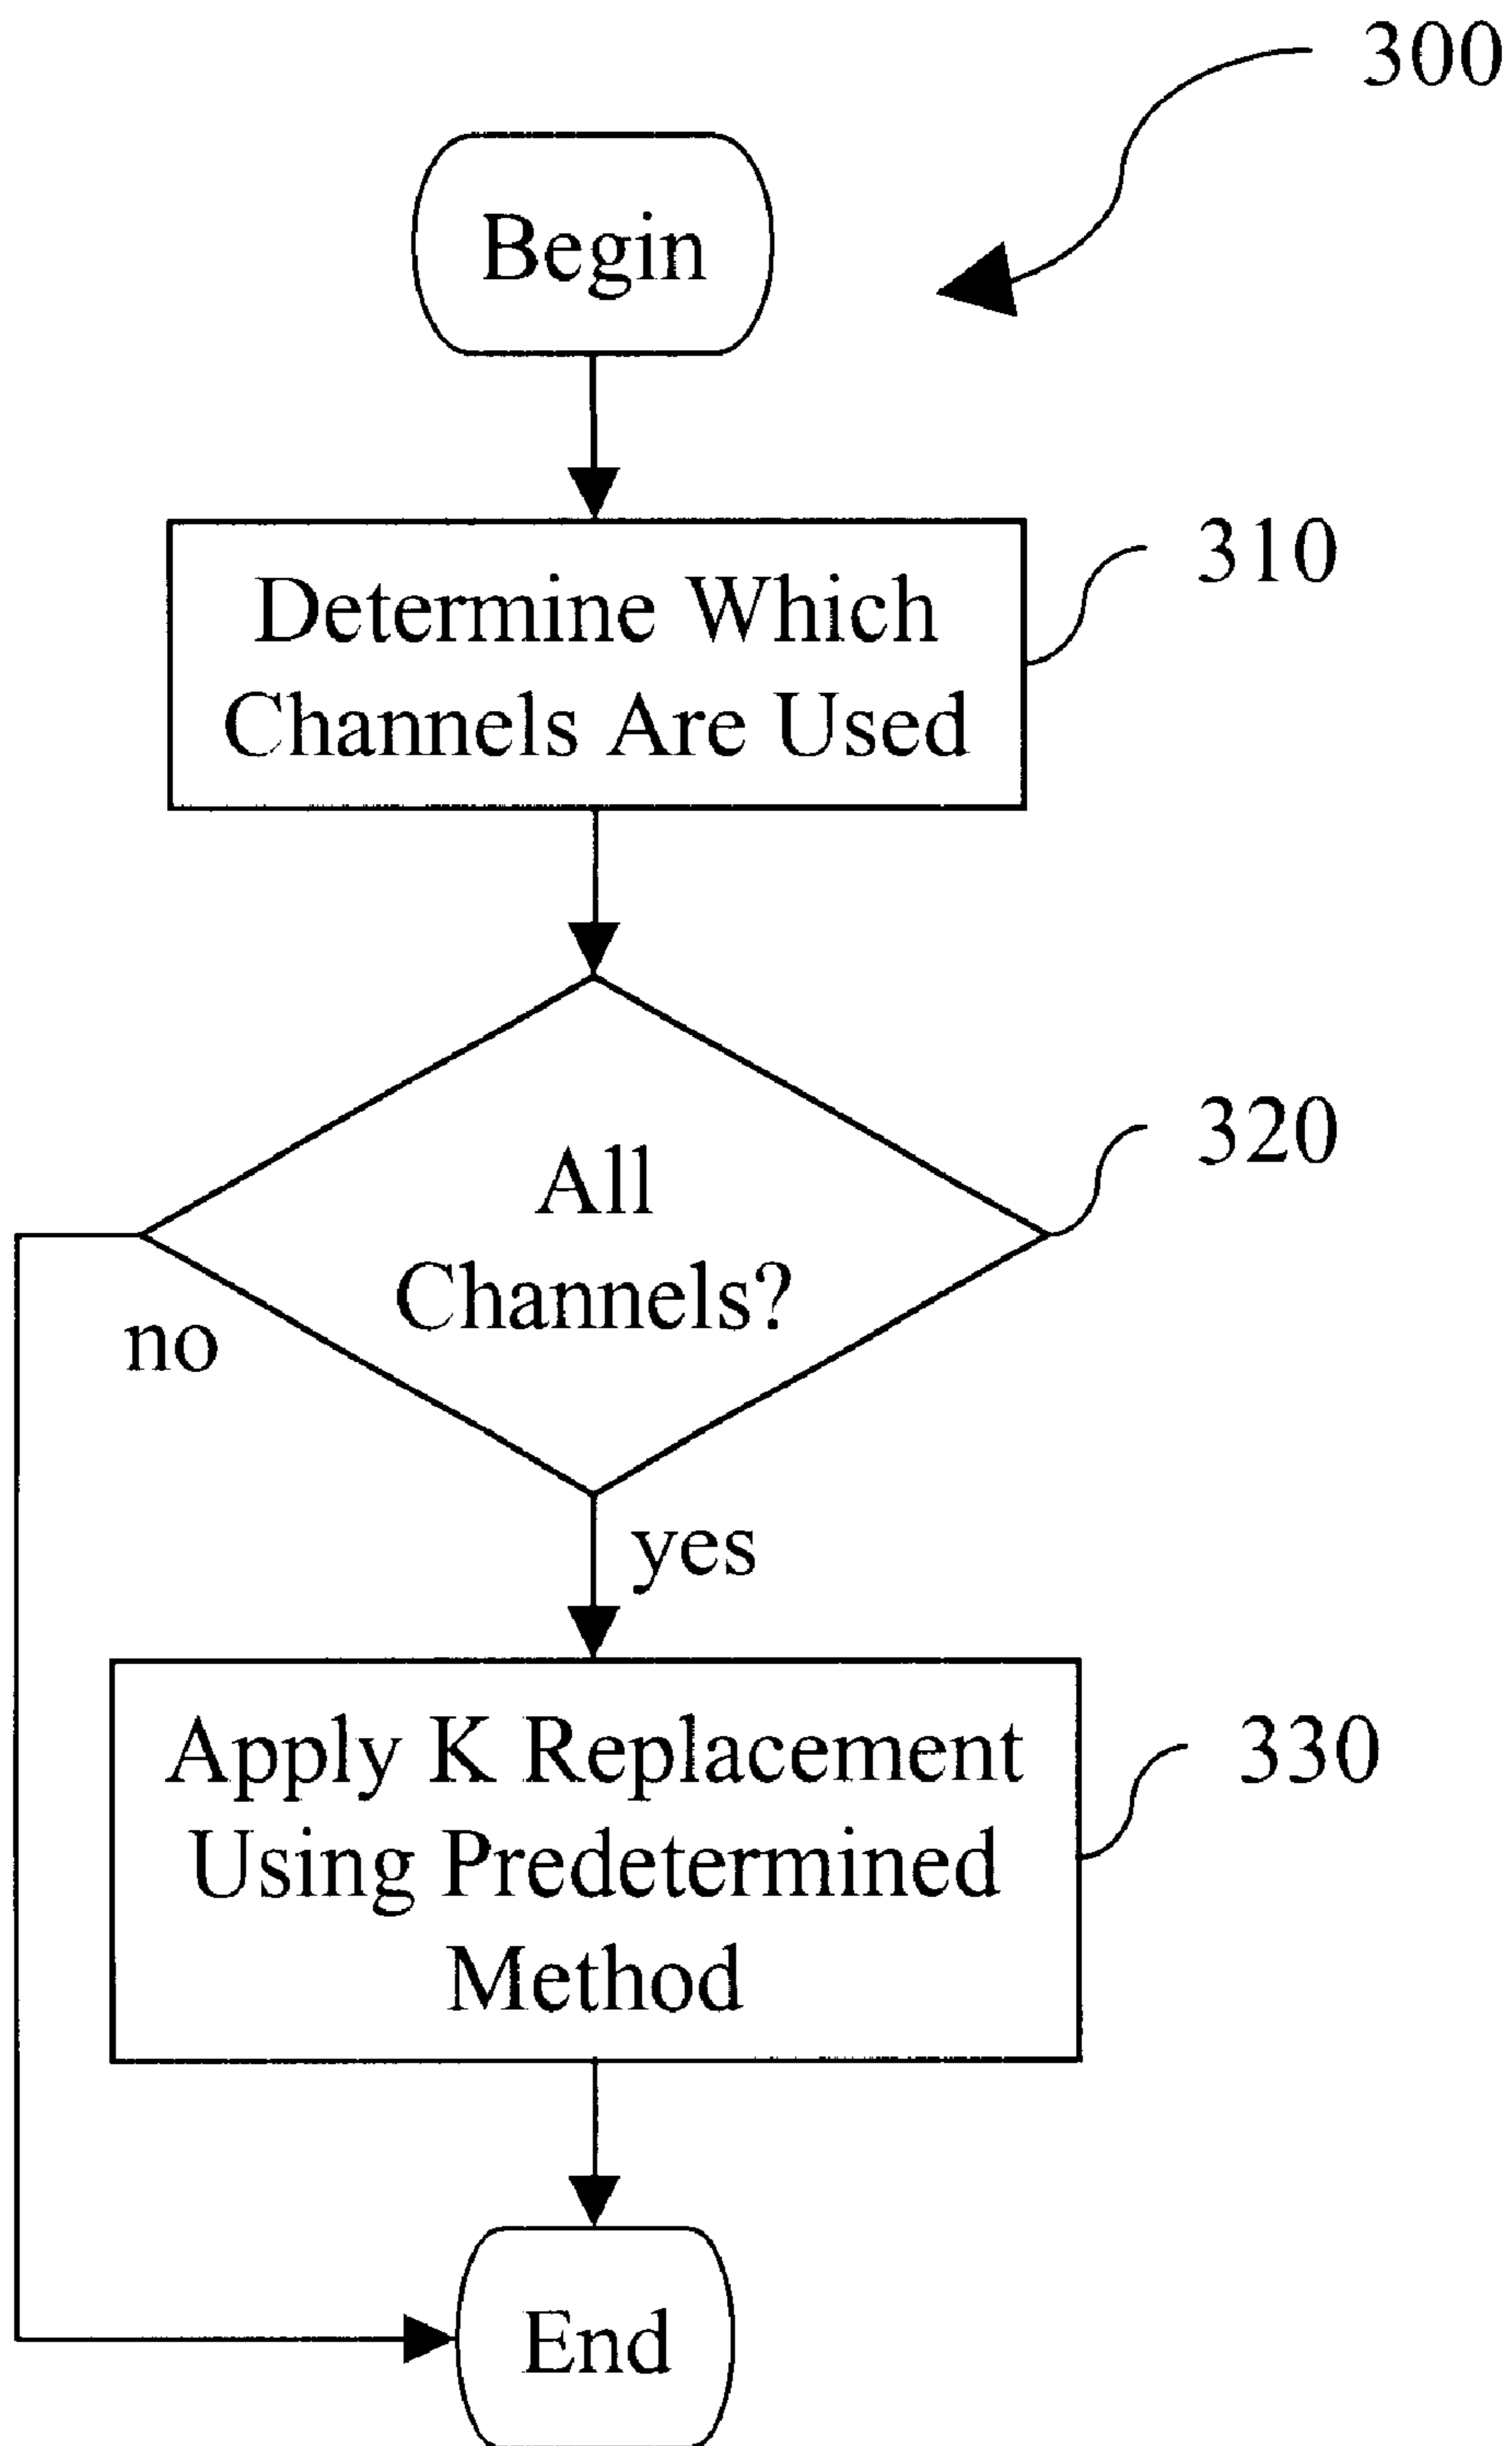 300
Begin
310
Determine Which
Channels Are Used
320
All
Channels?
no
yes
330
Apply K Replacement
Using Predetermined
Method
End